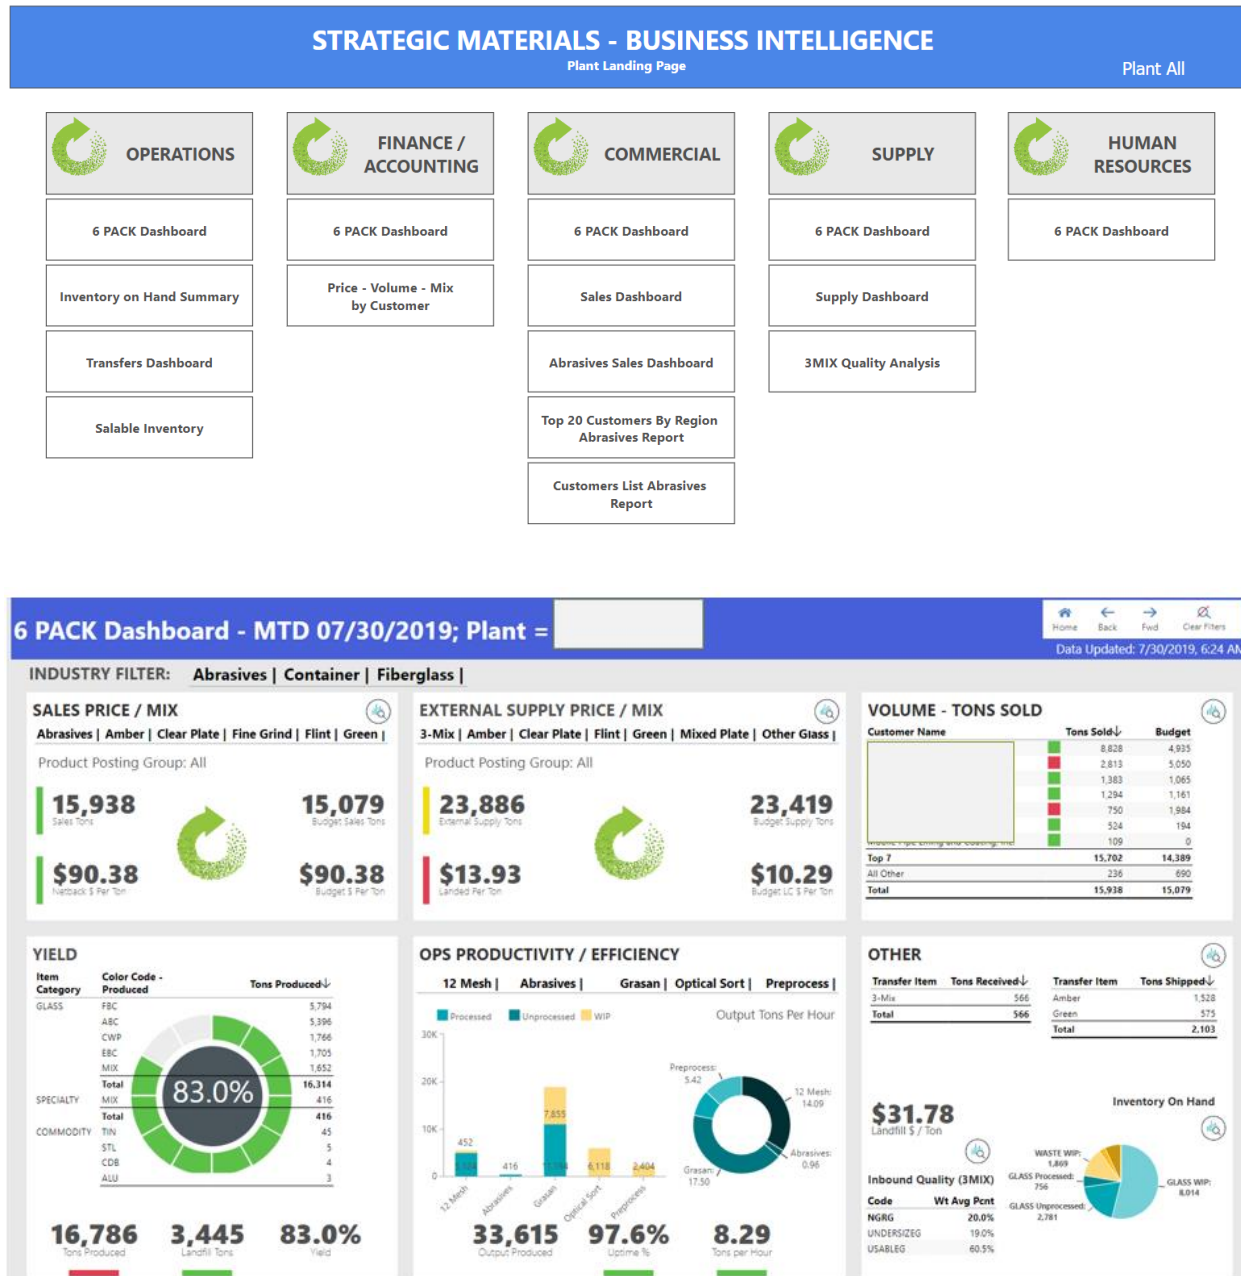 STRATEGIC MATERIALS - BUSINESS INTELLIGENCE
Plant Landing Page
Plant All
OPERATIONS
6 PACK Dashboard
Inventory on Hand Summary
Transfers Dashboard
Salable Inventory
FINANCE /
ACCOUNTING
6 PACK Dashboard
Price - Volume - Mix
by Customer
COMMERCIAL
6 PACK Dashboard
Sales Dashboard
Abrasives Sales Dashboard
Top 20 Customers By Region
Abrasives Report
Customers List Abrasives
Report
SUPPLY
6 PACK Dashboard
Supply Dashboard
3MIX Quality Analysis
HUMAN
RESOURCES
6 PACK Dashboard
6 PACK Dashboard - MTD 07/30/2019; Plant =
Home Back Fwd Clear Filters
Data Updated: 7/30/2019, 6:24 AM
INDUSTRY FILTER: Abrasives | Container | Fiberglass |
SALES PRICE / MIX
Abrasives | Amber | Clear Plate | Fine Grind | Flint | Green |
Product Posting Group: All
15,938 15,079
Sales Tons Budget Sales Tons
$90.38 $90.38
Netback $ Per Ton Budget $ Per Ton
EXTERNAL SUPPLY PRICE / MIX
3-Mix | Amber | Clear Plate | Flint | Green | Mixed Plate | Other Glass |
Product Posting Group: All
23,886 23,419
External Supply Tons Budget Supply Tons
$13.93 $10.29
Landed Per Ton Budget LC $ Per Ton
VOLUME - TONS SOLD
Customer Name Tons Sold Budget
8,828 4,935
2,813 5,050
1,383 1,065
1,294 1,161
750 1,984
524 194
109 0
Top 7 15,702 14,389
All Other 236 690
Total 15,938 15,079
YIELD
Item Category Color Code - Produced Tons Produced
GLASS FBC 5,794
ABC 5,396
CWP 1,766
EBC 1,705
MIX 1,652
Total 16,314
SPECIALTY MIX 416
Total 416
COMMODITY TIN 45
STL 5
CDB 4
ALU 3
83.0%
16,786 3,445 83.0%
Tons Produced Landfill Tons Yield
OPS PRODUCTIVITY / EFFICIENCY
12 Mesh | Abrasives | Grasan | Optical Sort | Preprocess |
Processed Unprocessed WIP
Output Tons Per Hour
30K
20K
10K
0
452
416
7,855
6,118
2,404
12 Mesh Abrasives Grasan Optical Sort Preprocess
Preprocess:
5.42
12 Mesh:
14.09
Abrasives:
0.96
Grasan:
17.50
33,615 97.6% 8.29
Output Produced Uptime % Tons per Hour
OTHER
Transfer Item Tons Received
3-Mix 566
Total 566
Transfer Item Tons Shipped
Amber 1,528
Green 575
Total 2,103
$31.78
Landfill $ / Ton
Inbound Quality (3MIX)
Code Wt Avg Pcnt
NGRG 20.0%
UNDERSIZEG 19.0%
USABLEG 60.5%
Inventory On Hand
WASTE WIP:
1,869
GLASS Processed:
756
GLASS Unprocessed:
2,781
GLASS WIP:
8,014